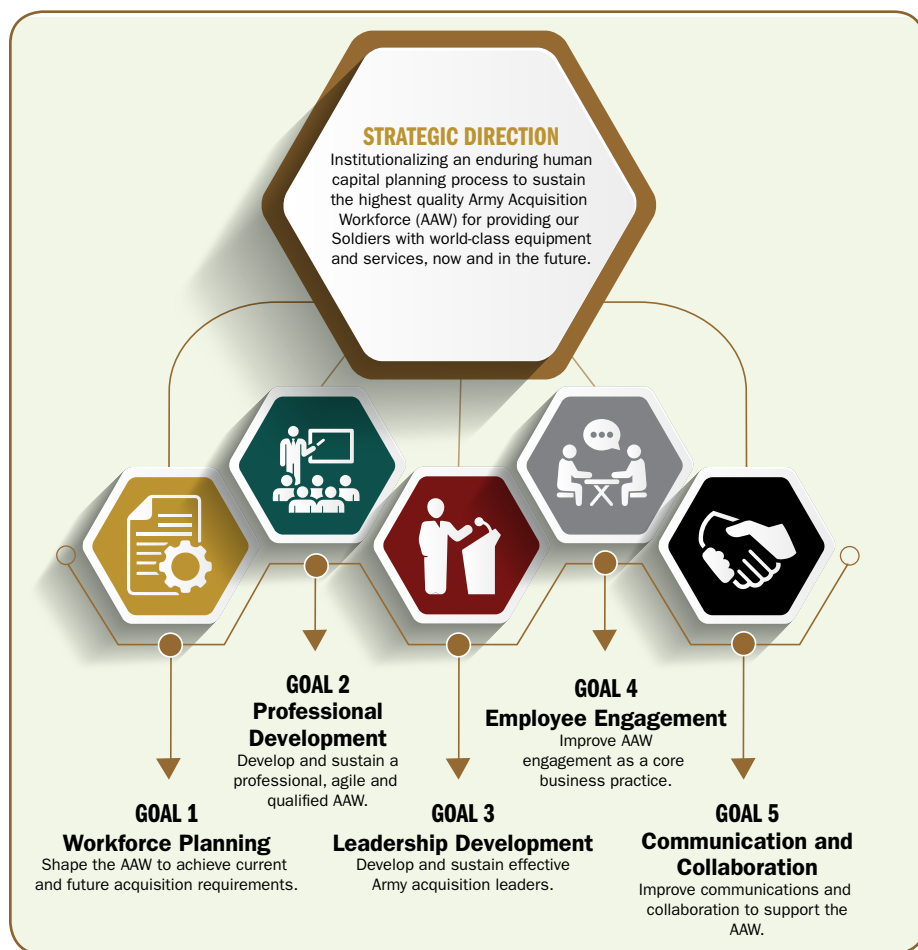 STRATEGIC DIRECTION
Institutionalizing an enduring human
capital planning process to sustain
the highest quality Army Acquisition
Workforce (AAW) for providing our
Soldiers with world-class equipment
and services, now and in the future.
GOAL 1
Workforce Planning
Shape the AAW to achieve current
and future acquisition requirements.
GOAL 2
Professional
Development
Develop and sustain a
professional, agile and
qualified AAW.
GOAL 3
Leadership Development
Develop and sustain effective
Army acquisition leaders.
GOAL 4
Employee Engagement
Improve AAW
engagement as a core
business practice.
GOAL 5
Communication and
Collaboration
Improve communications and
collaboration to support the
AAW.